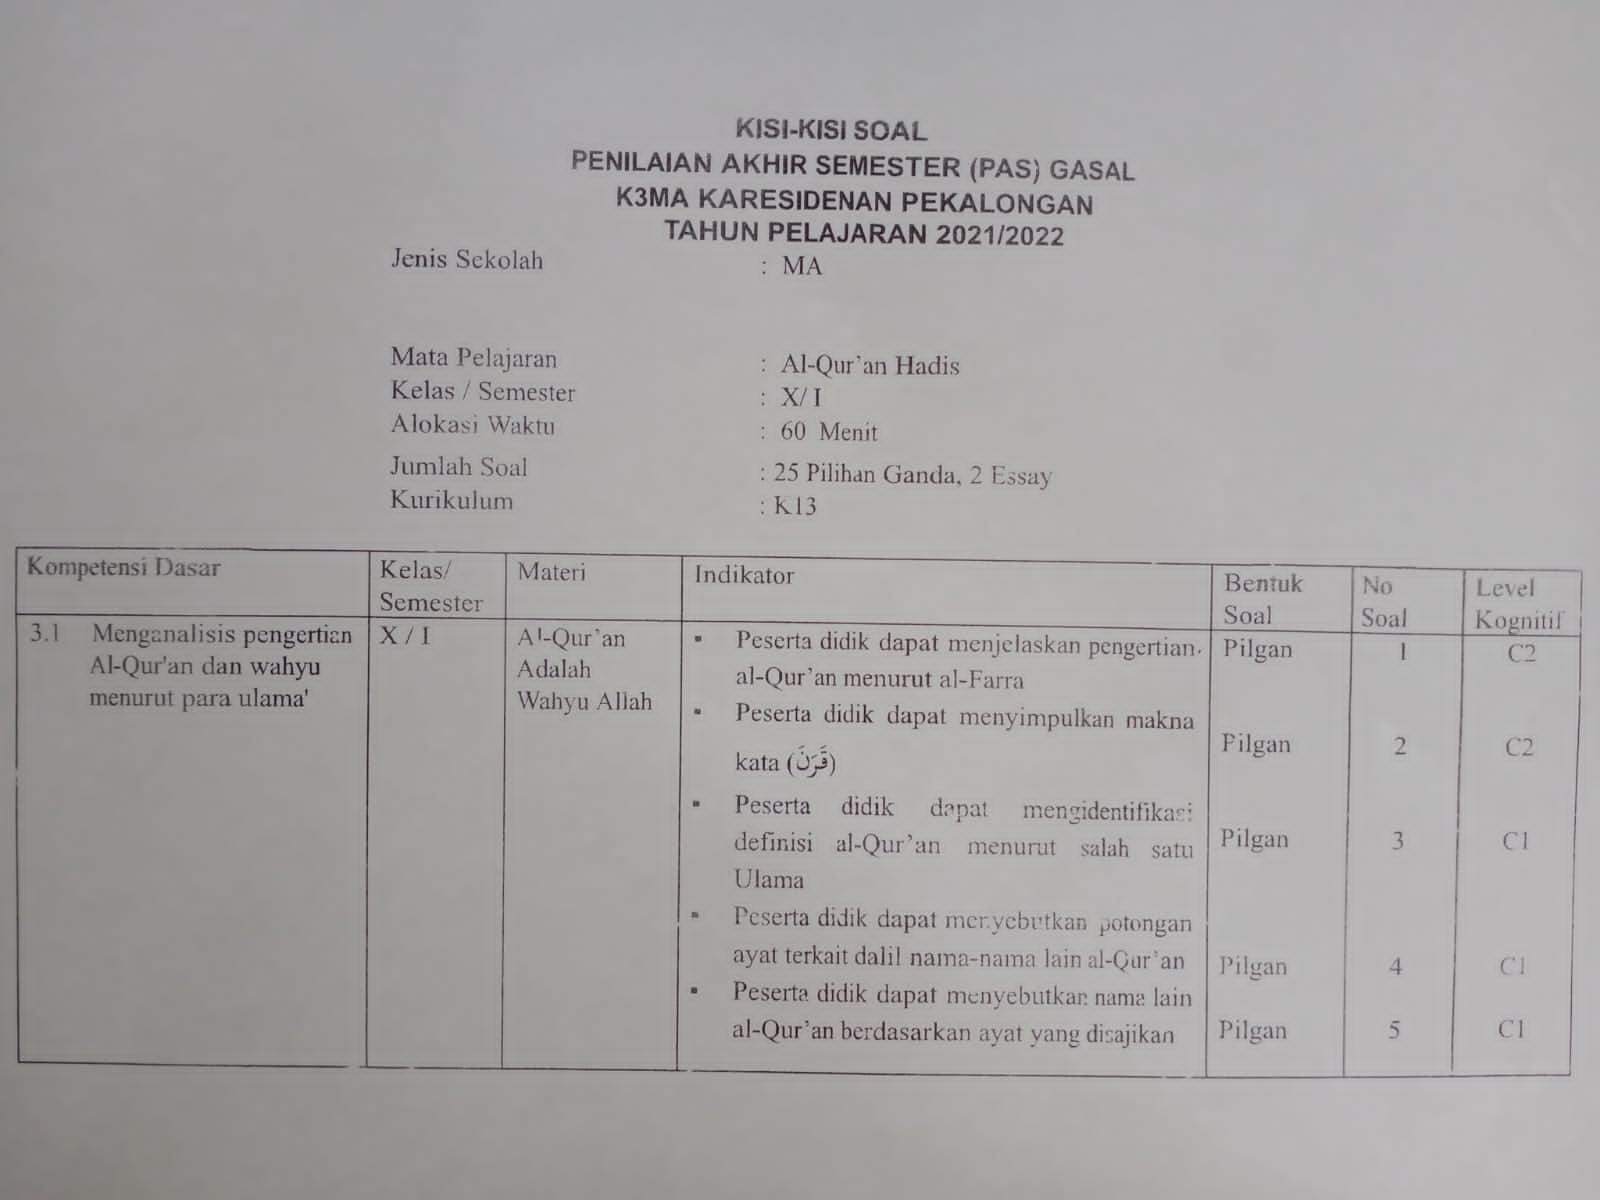 KISI-KISI SOAL
PENILAIAN AKHIR SEMESTER (PAS) GASAL
K3MA KARESIDENAN PEKALONGAN
TAHUN PELAJARAN 2021/2022
Jenis Sekolah : MA
Mata Pelajaran : Al-Qur'an Hadis
Kelas / Semester : X/ I
Alokasi Waktu : 60 Menit
Jumlah Soal : 25 Pilihan Ganda, 2 Essay
Kurikulum : K13
Kompetensi Dasar
Kelas/
Semester
Materi
Indikator
Bentuk
Soal
No
Soal
Level
Kognitif
3.1 Menganalisis pengertian
Al-Qur'an dan wahyu
menurut para ulama'
X / I
Al-Qur'an
Adalah
Wahyu Allah
▪ Peserta didik dapat menjelaskan pengertian
al-Qur'an menurut al-Farra
Pilgan 1 C2
▪ Peserta didik dapat menyimpulkan makna
kata (قَرَنَ)
Pilgan 2 C2
▪ Peserta didik dapat mengidentifikasi
definisi al-Qur'an menurut salah satu
Ulama
Pilgan 3 C1
▪ Peserta didik dapat menyebutkan potongan
ayat terkait dalil nama-nama lain al-Qur'an
Pilgan 4 C1
▪ Peserta didik dapat menyebutkan nama lain
al-Qur'an berdasarkan ayat yang disajikan
Pilgan 5 C1